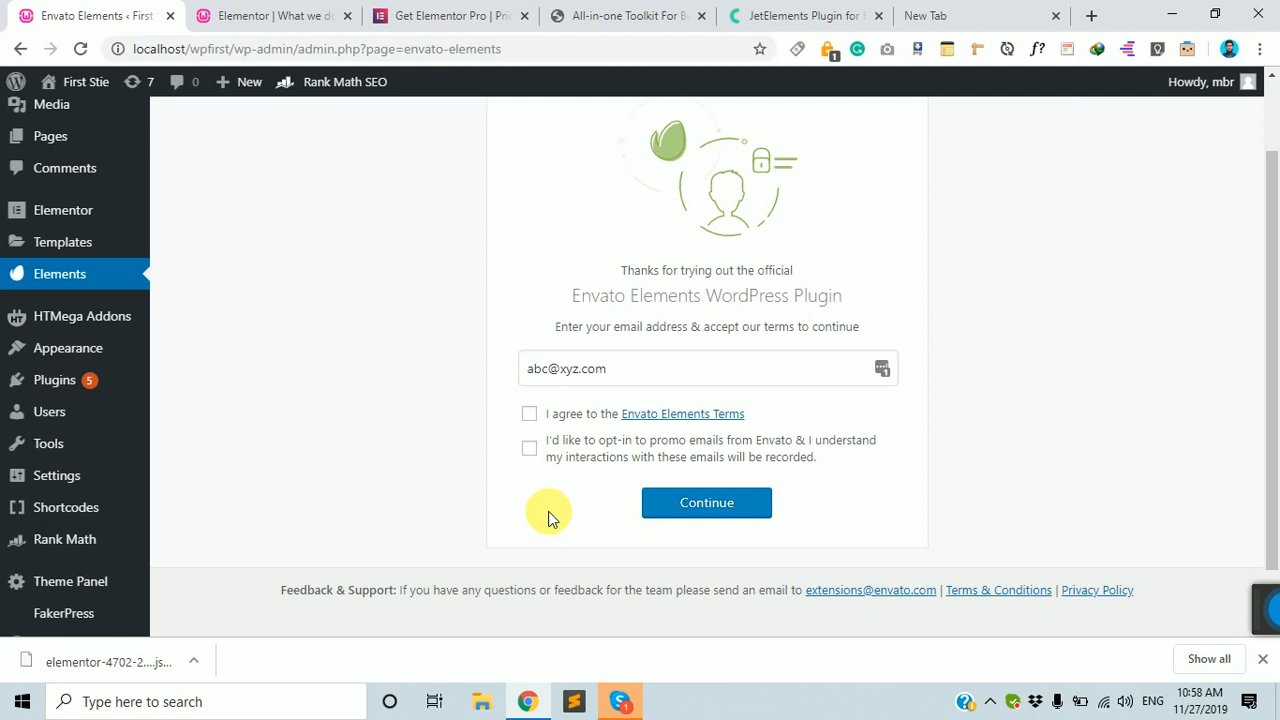 Envato Elements ‹ First
Elementor | What we d
Get Elementor Pro | Pric
All-in-one Toolkit For B
JetElements Plugin for E
New Tab
localhost/wpfirst/wp-admin/admin.php?page=envato-elements
1
f?
First Stie
7
0
New
Rank Math SEO
Howdy, mbr
Media
Pages
Comments
Elementor
Templates
Elements
HT
HTMega Addons
Appearance
Plugins 5
Users
Tools
Settings
Shortcodes
Rank Math
Theme Panel
FakerPress
Thanks for trying out the official
Envato Elements WordPress Plugin
Enter your email address & accept our terms to continue
abc@xyz.com
1
I agree to the Envato Elements Terms
I'd like to opt-in to promo emails from Envato & I understand
my interactions with these emails will be recorded.
Continue
Feedback & Support: If you have any questions or feedback for the team please send an email to extensions@envato.com | Terms & Conditions | Privacy Policy
elementor-4702-2....js...
Show all
Type here to search
1
ENG
10:58 AM
11/27/2019